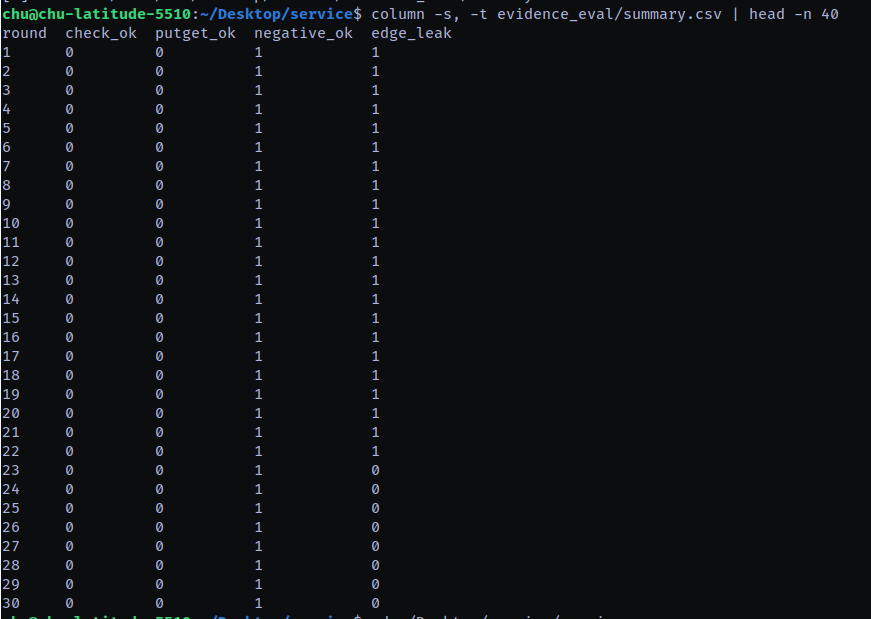 chu@chu-latitude-5510:~/Desktop/service$ column -s, -t evidence_eval/summary.csv | head -n 40
round check_ok putget_ok negative_ok edge_leak
1 0 0 1 1
2 0 0 1 1
3 0 0 1 1
4 0 0 1 1
5 0 0 1 1
6 0 0 1 1
7 0 0 1 1
8 0 0 1 1
9 0 0 1 1
10 0 0 1 1
11 0 0 1 1
12 0 0 1 1
13 0 0 1 1
14 0 0 1 1
15 0 0 1 1
16 0 0 1 1
17 0 0 1 1
18 0 0 1 1
19 0 0 1 1
20 0 0 1 1
21 0 0 1 1
22 0 0 1 1
23 0 0 1 0
24 0 0 1 0
25 0 0 1 0
26 0 0 1 0
27 0 0 1 0
28 0 0 1 0
29 0 0 1 0
30 0 0 1 0